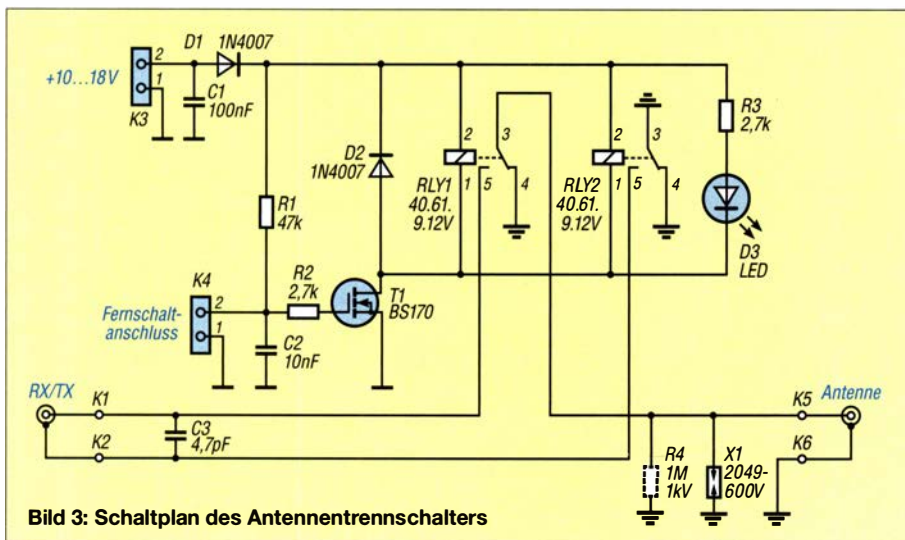 D1 1N4007
2
+10...18V
1
K3
C1
100nF
D2
1N4007
2
3
RLY1
40.61.
9.12V
1
5
4
2
3
RLY2
40.61.
9.12V
1
5
4
R3
2,7k
D3
LED
R1
47k
K4
R2
2,7k
T1
BS170
2
Fernschalt-
anschluss
1
C2
10nF
RX/TX
K1
K2
C3
4,7pF
K5
Antenne
K6
R4
1M
1kV
X1
2049-
600V
Bild 3: Schaltplan des Antennentrennschalters